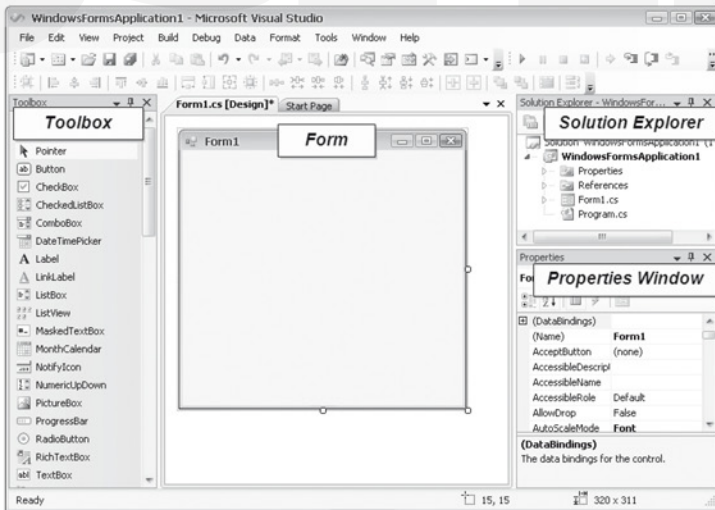 WindowsFormsApplication1 - Microsoft Visual Studio
File Edit View Project Build Debug Data Format Tools Window Help
Toolbox
Toolbox
Pointer
Button
CheckBox
CheckedListBox
ComboBox
DateTimePicker
Label
LinkLabel
ListBox
ListView
MaskedTextBox
MonthCalendar
NotifyIcon
NumericUpDown
PictureBox
ProgressBar
RadioButton
RichTextBox
TextBox
Form1.cs [Design]* Start Page
Form1
Form
Solution Explorer - WindowsFor...
Solution Explorer
Solution 'WindowsFormsApplication1' (1
WindowsFormsApplication1
Properties
References
Form1.cs
Program.cs
Properties
Properties Window
(DataBindings)
(Name) Form1
AcceptButton (none)
AccessibleDescripl
AccessibleName
AccessibleRole Default
AllowDrop False
AutoScaleMode Font
(DataBindings)
The data bindings for the control.
Ready 15, 15 320 x 311